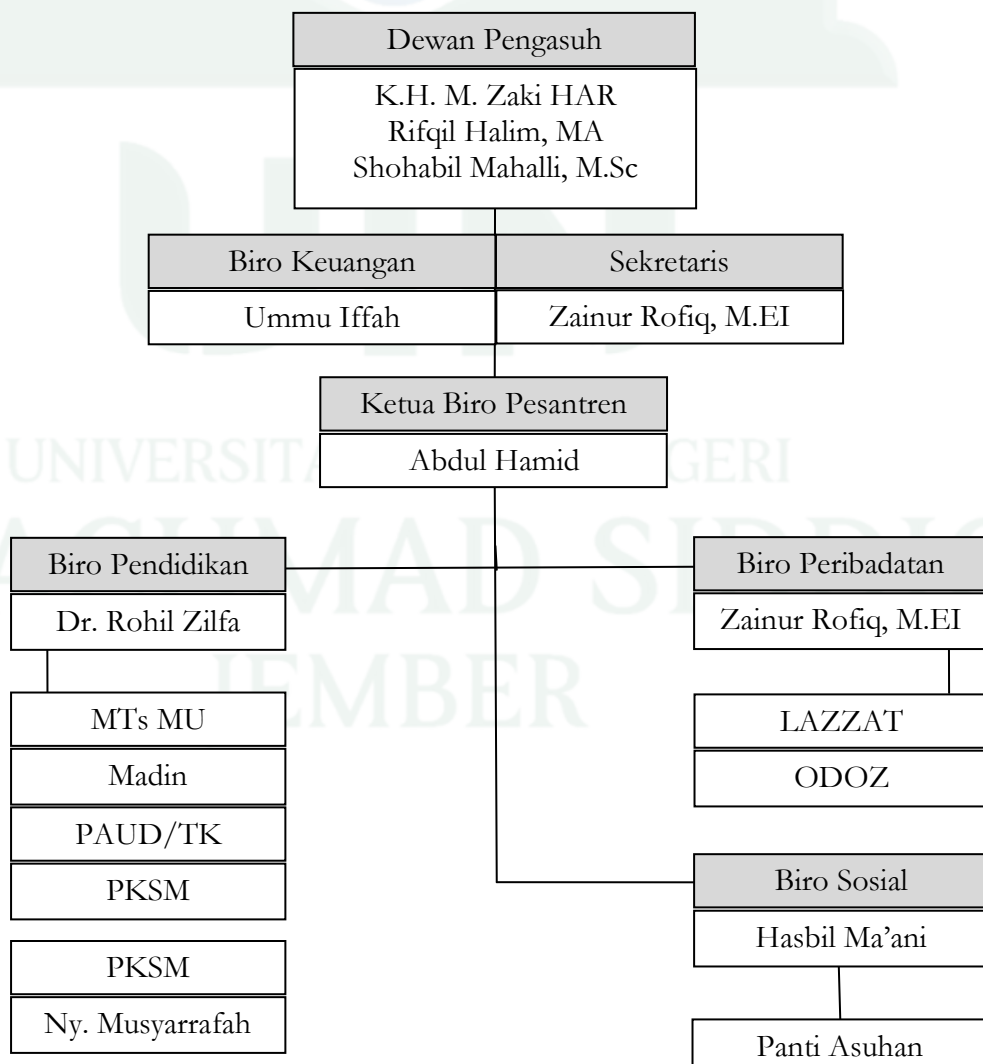 Dewan Pengasuh
K.H. M. Zaki HAR
Rifqil Halim, MA
Shohabil Mahalli, M.Sc
Biro Keuangan
Sekretaris
Ummu Iffah
Zainur Rofiq, M.EI
Ketua Biro Pesantren
Abdul Hamid
Biro Pendidikan
Dr. Rohil Zilfa
MTs MU
Madin
PAUD/TK
PKSM
PKSM
Ny. Musyarrafah
Biro Peribadatan
Zainur Rofiq, M.EI
LAZZAT
ODOZ
Biro Sosial
Hasbil Ma’ani
Panti Asuhan
JEMBER